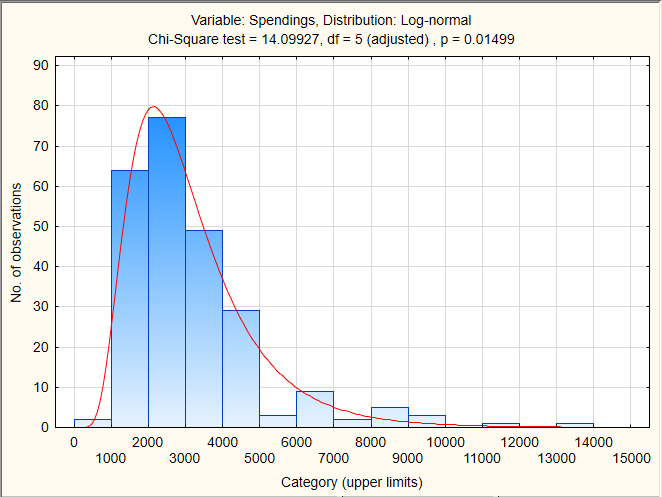 Variable: Spendings, Distribution: Log-normal
Chi-Square test = 14.09927, df = 5 (adjusted) , p = 0.01499
90
80
70
60
50
40
30
20
10
0
No. of observations
0 2000 4000 6000 8000 10000 12000 14000
1000 3000 5000 7000 9000 11000 13000 15000
Category (upper limits)